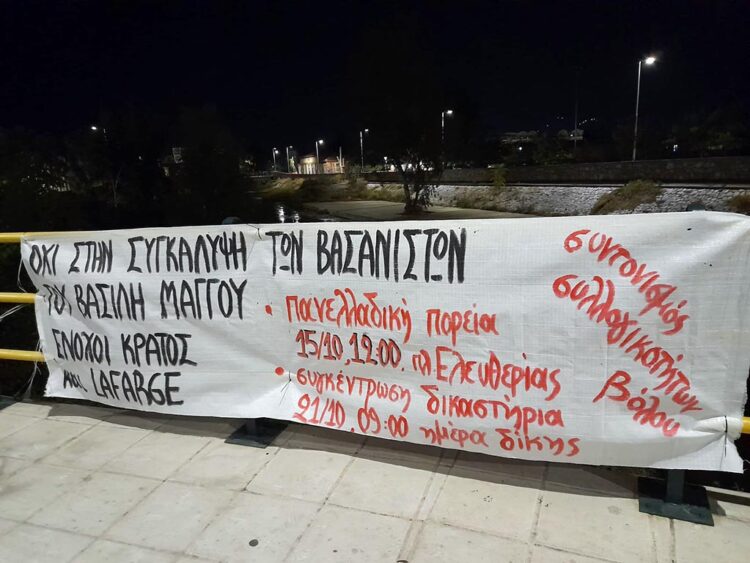 ΟΧΙ ΣΤΗΝ ΣΥΓΚΑΛΥΨΗ ΤΩΝ ΒΑΣΑΝΙΣΤΩΝ
ΤΟΥ ΒΑΣΙΛΗ ΜΑΓΓΟΥ
ΕΝΟΧΟΙ ΚΡΑΤΟΣ
ΚΑΙ LAFARGE
• Πανελλαδική πορεία
15/10, 12:00, πλ Ελευθερίας
• συγκέντρωση δικαστήρια
21/10, 09:00 ημέρα δίκης
συντονισμός
συλλογικοτήτων
Βόλου